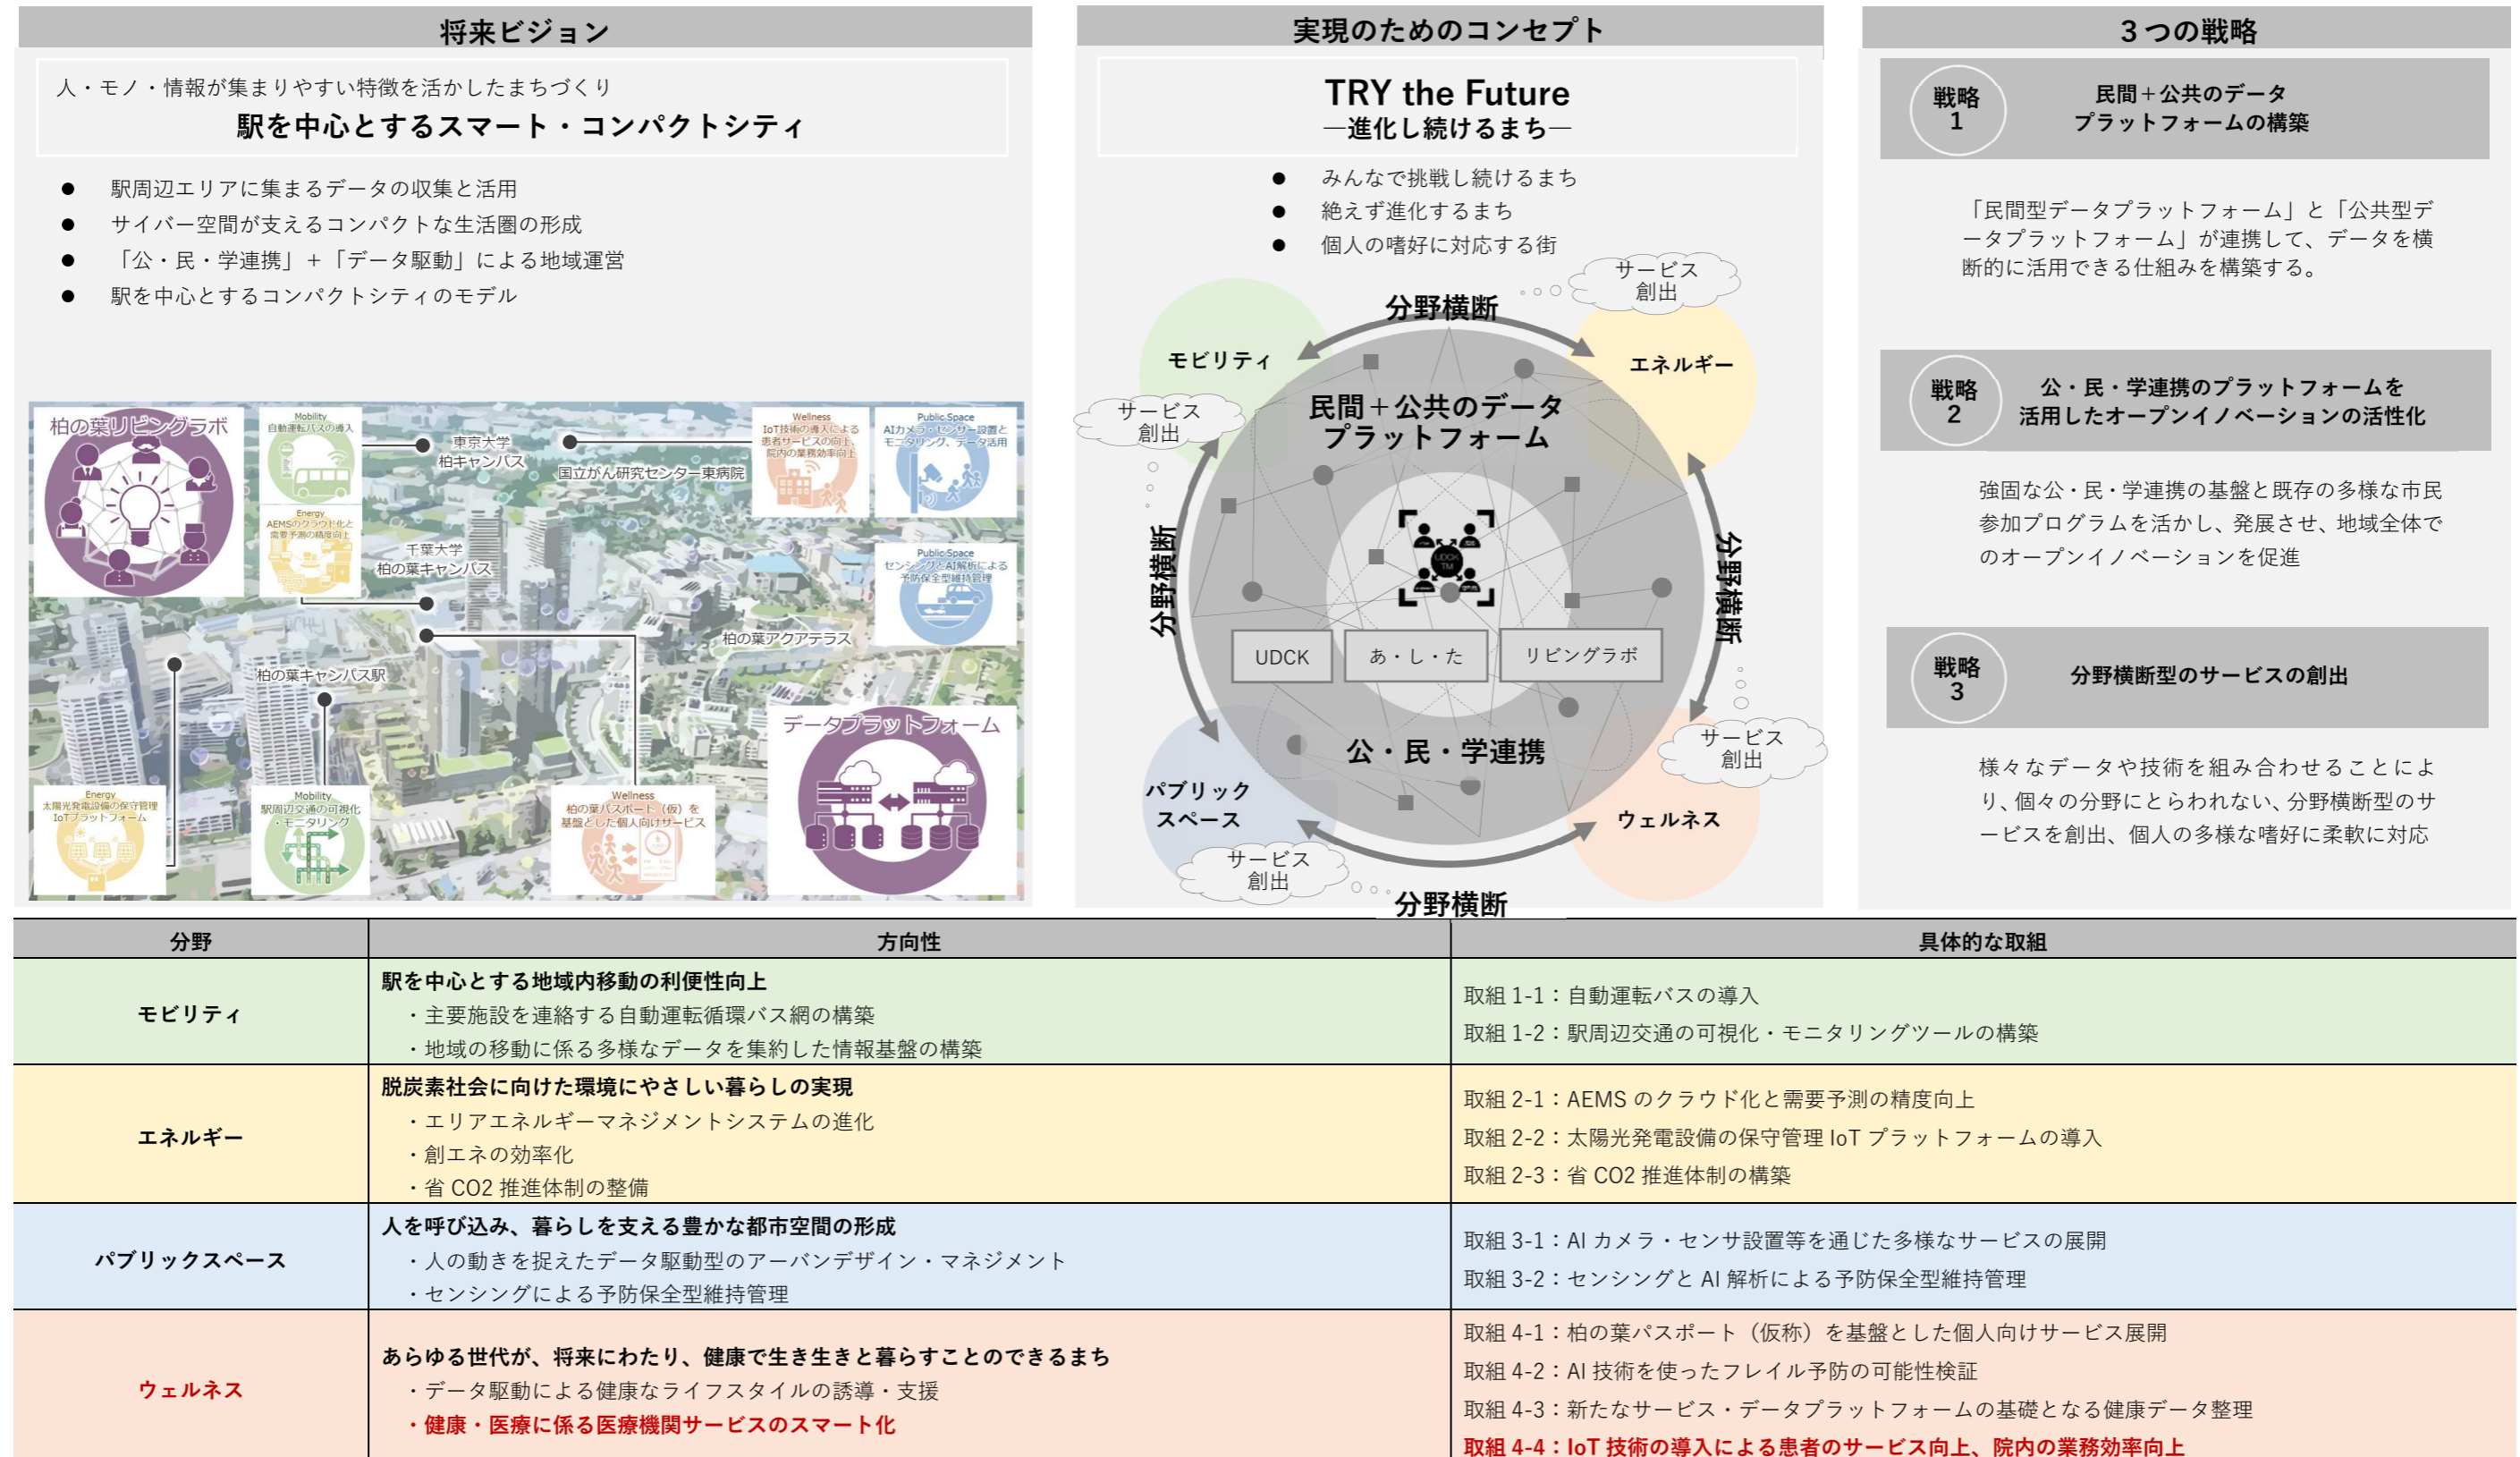 将来ビジョン
人・モノ・情報が集まりやすい特徴を活かしたまちづくり
駅を中心とするスマート・コンパクトシティ
● 駅周辺エリアに集まるデータの収集と活用
● サイバー空間が支えるコンパクトな生活圏の形成
● 「公・民・学連携」＋「データ駆動」による地域運営
● 駅を中心とするコンパクトシティのモデル
柏の葉リビングラボ
Mobility
自動運転バスの導入
Energy
AEMSのクラウド化と
需要予測の精度向上
東京大学
柏キャンパス
国立がん研究センター東病院
Wellness
IoT技術の導入による
患者サービスの向上、
院内の業務効率向上
Public Space
AIカメラ・センサー設置と
モニタリング、データ活用
千葉大学
柏の葉キャンパス
Public Space
センシングとAI解析による
予防保全型維持管理
柏の葉アクアテラス
柏の葉キャンパス駅
データプラットフォーム
Energy
太陽光発電設備の保守管理
IoTプラットフォーム
Mobility
駅周辺交通の可視化
・モニタリング
Wellness
柏の葉パスポート（仮）を
基盤とした個人向けサービス
実現のためのコンセプト
TRY the Future
―進化し続けるまち―
● みんなで挑戦し続けるまち
● 絶えず進化するまち
● 個人の嗜好に対応する街
サービス
創出
分野横断
モビリティ
エネルギー
サービス
創出
民間＋公共のデータ
プラットフォーム
分野横断
分野横断
UDCK
TM
UDCK
あ・し・た
リビングラボ
公・民・学連携
サービス
創出
パブリック
スペース
ウェルネス
サービス
創出
分野横断
３つの戦略
戦略
1
民間＋公共のデータ
プラットフォームの構築
「民間型データプラットフォーム」と「公共型デ
ータプラットフォーム」が連携して、データを横
断的に活用できる仕組みを構築する。
戦略
2
公・民・学連携のプラットフォームを
活用したオープンイノベーションの活性化
強固な公・民・学連携の基盤と既存の多様な市民
参加プログラムを活かし、発展させ、地域全体で
のオープンイノベーションを促進
戦略
3
分野横断型のサービスの創出
様々なデータや技術を組み合わせることによ
り、個々の分野にとらわれない、分野横断型のサ
ービスを創出、個人の多様な嗜好に柔軟に対応
分野 方向性 具体的な取組
モビリティ
駅を中心とする地域内移動の利便性向上
・主要施設を連絡する自動運転循環バス網の構築
・地域の移動に係る多様なデータを集約した情報基盤の構築
取組 1-1：自動運転バスの導入
取組 1-2：駅周辺交通の可視化・モニタリングツールの構築
エネルギー
脱炭素社会に向けた環境にやさしい暮らしの実現
・エリアエネルギーマネジメントシステムの進化
・創エネの効率化
・省 CO2 推進体制の整備
取組 2-1：AEMS のクラウド化と需要予測の精度向上
取組 2-2：太陽光発電設備の保守管理 IoT プラットフォームの導入
取組 2-3：省 CO2 推進体制の構築
パブリックスペース
人を呼び込み、暮らしを支える豊かな都市空間の形成
・人の動きを捉えたデータ駆動型のアーバンデザイン・マネジメント
・センシングによる予防保全型維持管理
取組 3-1：AI カメラ・センサ設置等を通じた多様なサービスの展開
取組 3-2：センシングと AI 解析による予防保全型維持管理
ウェルネス
あらゆる世代が、将来にわたり、健康で生き生きと暮らすことのできるまち
・データ駆動による健康なライフスタイルの誘導・支援
・健康・医療に係る医療機関サービスのスマート化
取組 4-1：柏の葉パスポート（仮称）を基盤とした個人向けサービス展開
取組 4-2：AI 技術を使ったフレイル予防の可能性検証
取組 4-3：新たなサービス・データプラットフォームの基礎となる健康データ整理
取組 4-4：IoT 技術の導入による患者のサービス向上、院内の業務効率向上